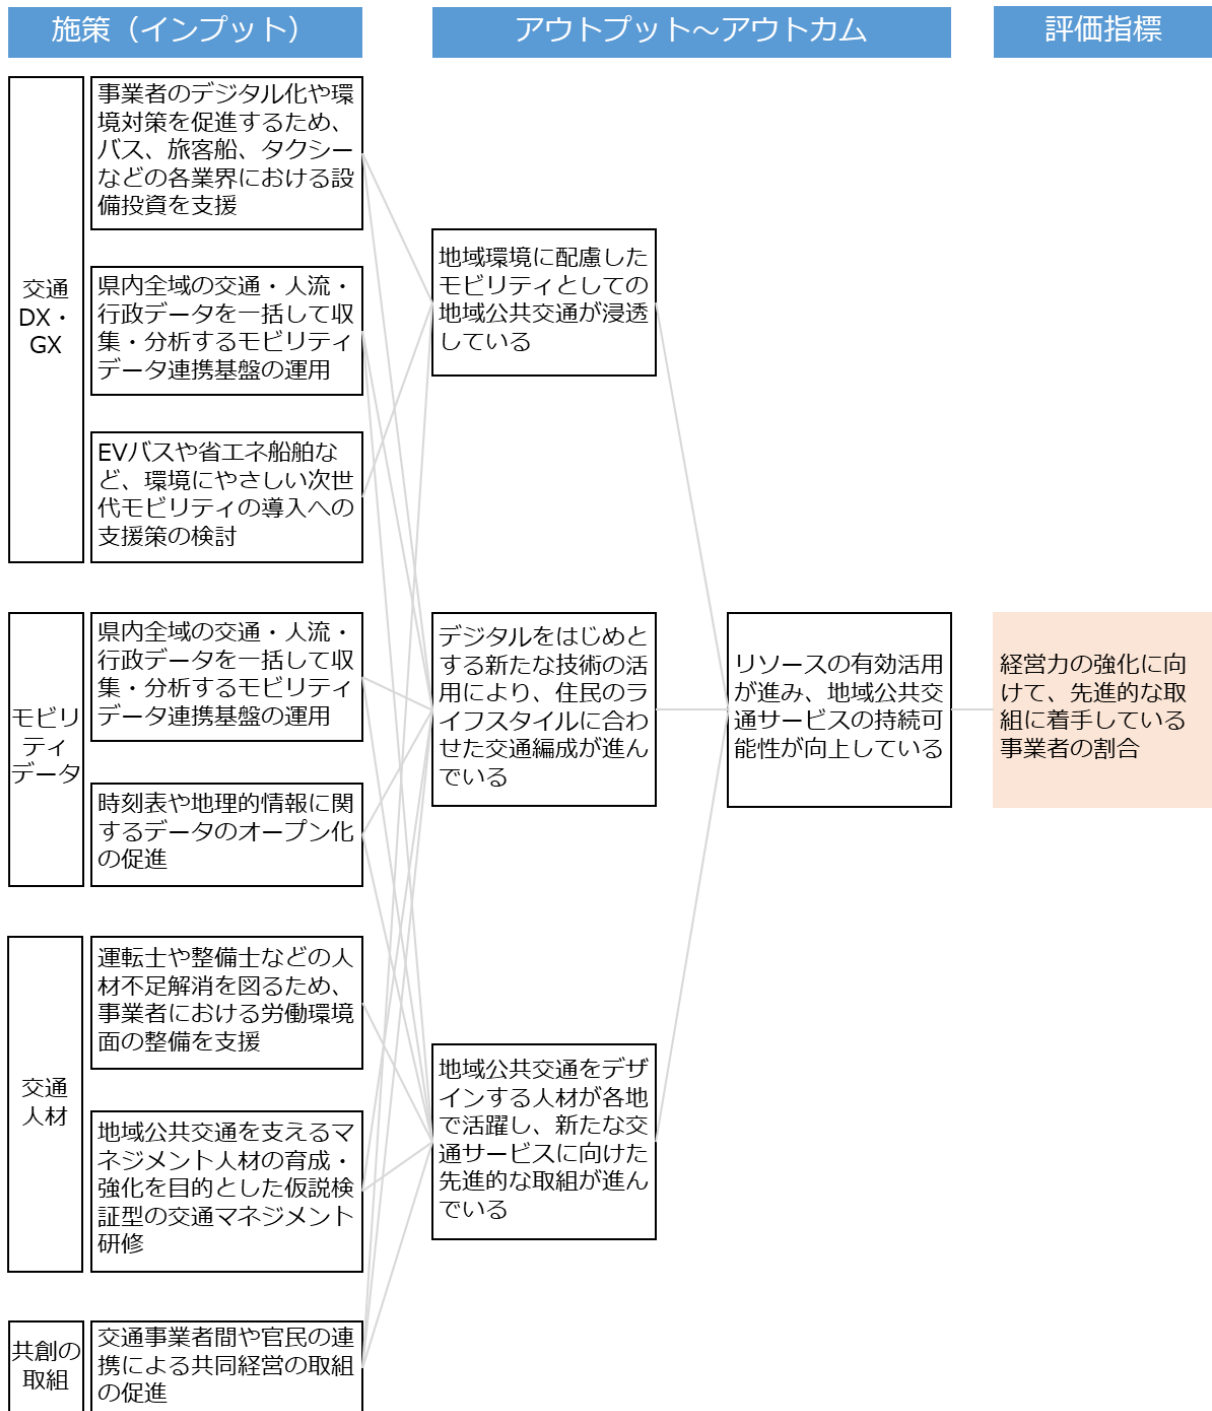 施策（インプット）
アウトプット～アウトカム
評価指標
交通
DX・
GX
事業者のデジタル化や環
境対策を促進するため、
バス、旅客船、タクシー
などの各業界における設
備投資を支援
県内全域の交通・人流・
行政データを一括して収
集・分析するモビリティ
データ連携基盤の運用
EVバスや省エネ船舶な
ど、環境にやさしい次世
代モビリティの導入への
支援策の検討
モビリ
ティ
データ
県内全域の交通・人流・
行政データを一括して収
集・分析するモビリティ
データ連携基盤の運用
時刻表や地理的情報に関
するデータのオープン化
の促進
交通
人材
運転士や整備士などの人
材不足解消を図るため、
事業者における労働環境
面の整備を支援
地域公共交通を支えるマ
ネジメント人材の育成・
強化を目的とした仮説検
証型の交通マネジメント
研修
共創の
取組
交通事業者間や官民の連
携による共同経営の取組
の促進
地域環境に配慮した
モビリティとしての
地域公共交通が浸透
している
デジタルをはじめと
する新たな技術の活
用により、住民のラ
イフスタイルに合わ
せた交通編成が進ん
でいる
地域公共交通をデザ
インする人材が各地
で活躍し、新たな交
通サービスに向けた
先進的な取組が進ん
でいる
リソースの有効活用
が進み、地域公共交
通サービスの持続可
能性が向上している
経営力の強化に向
けて、先進的な取
組に着手している
事業者の割合